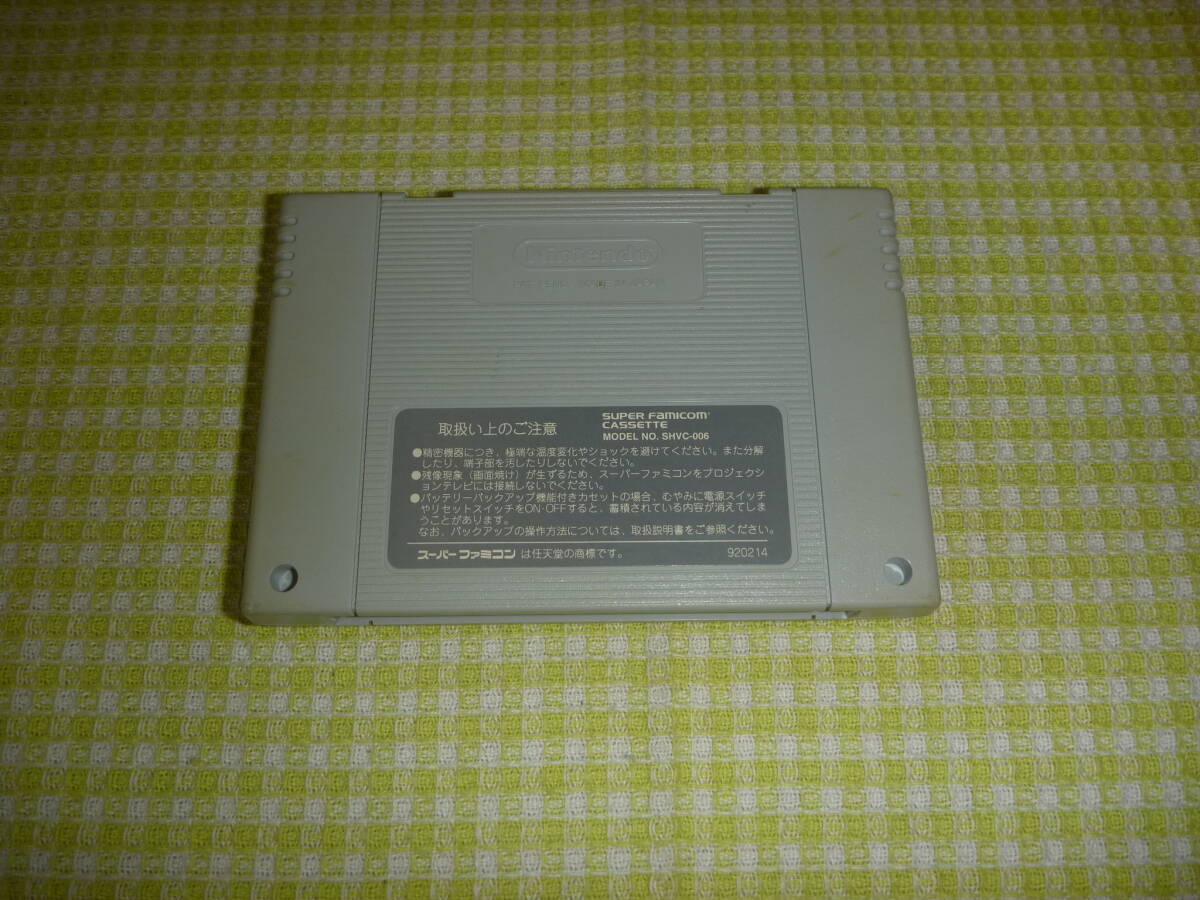 Nintendo
取扱い上のご注意
SUPER FAMICOM
CASSETTE
MODEL NO. SHVC-006
●精密機器につき、極端な温度変化やショックを避けてください。また分解
したり、端子部を汚したりしないでください。
●残像現象（画面焼け）が生ずるため、スーパーファミコンをプロジェクシ
ョンテレビには接続しないでください。
●バッテリーバックアップ機能付きカセットの場合、むやみに電源スイッチ
やリセットスイッチをON・OFFすると、蓄積されている内容が消えてしま
うことがあります。
なお、バックアップの操作方法については、取扱説明書をご参照ください。
スーパーファミコン は任天堂の商標です。 920214